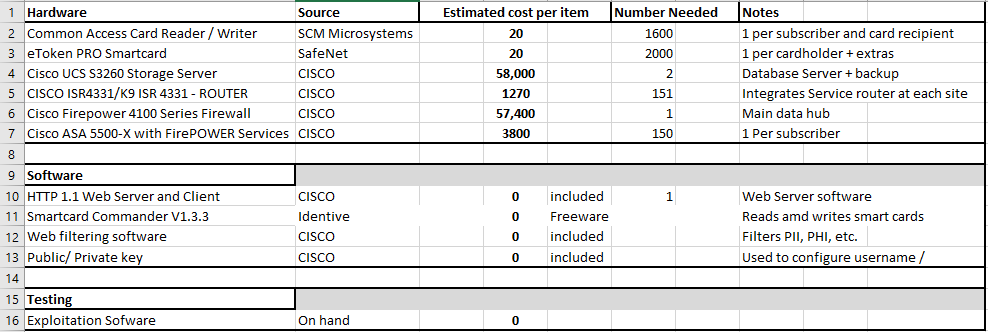 1 Hardware Source Estimated cost per item Number Needed Notes
2 Common Access Card Reader / Writer SCM Microsystems 20 1600 1 per subscriber and card recipient
3 eToken PRO Smartcard SafeNet 20 2000 1 per cardholder + extras
4 Cisco UCS S3260 Storage Server CISCO 58,000 2 Database Server + backup
5 CISCO ISR4331/K9 ISR 4331 - ROUTER CISCO 1270 151 Integrates Service router at each site
6 Cisco Firepower 4100 Series Firewall CISCO 57,400 1 Main data hub
7 Cisco ASA 5500-X with FirePOWER Services CISCO 3800 150 1 Per subscriber
8
9 Software
10 HTTP 1.1 Web Server and Client CISCO 0 included 1 Web Server software
11 Smartcard Commander V1.3.3 Identive 0 Freeware Reads amd writes smart cards
12 Web filtering software CISCO 0 included Filters PII, PHI, etc.
13 Public/ Private key CISCO 0 included Used to configure username /
14
15 Testing
16 Exploitation Sofware On hand 0